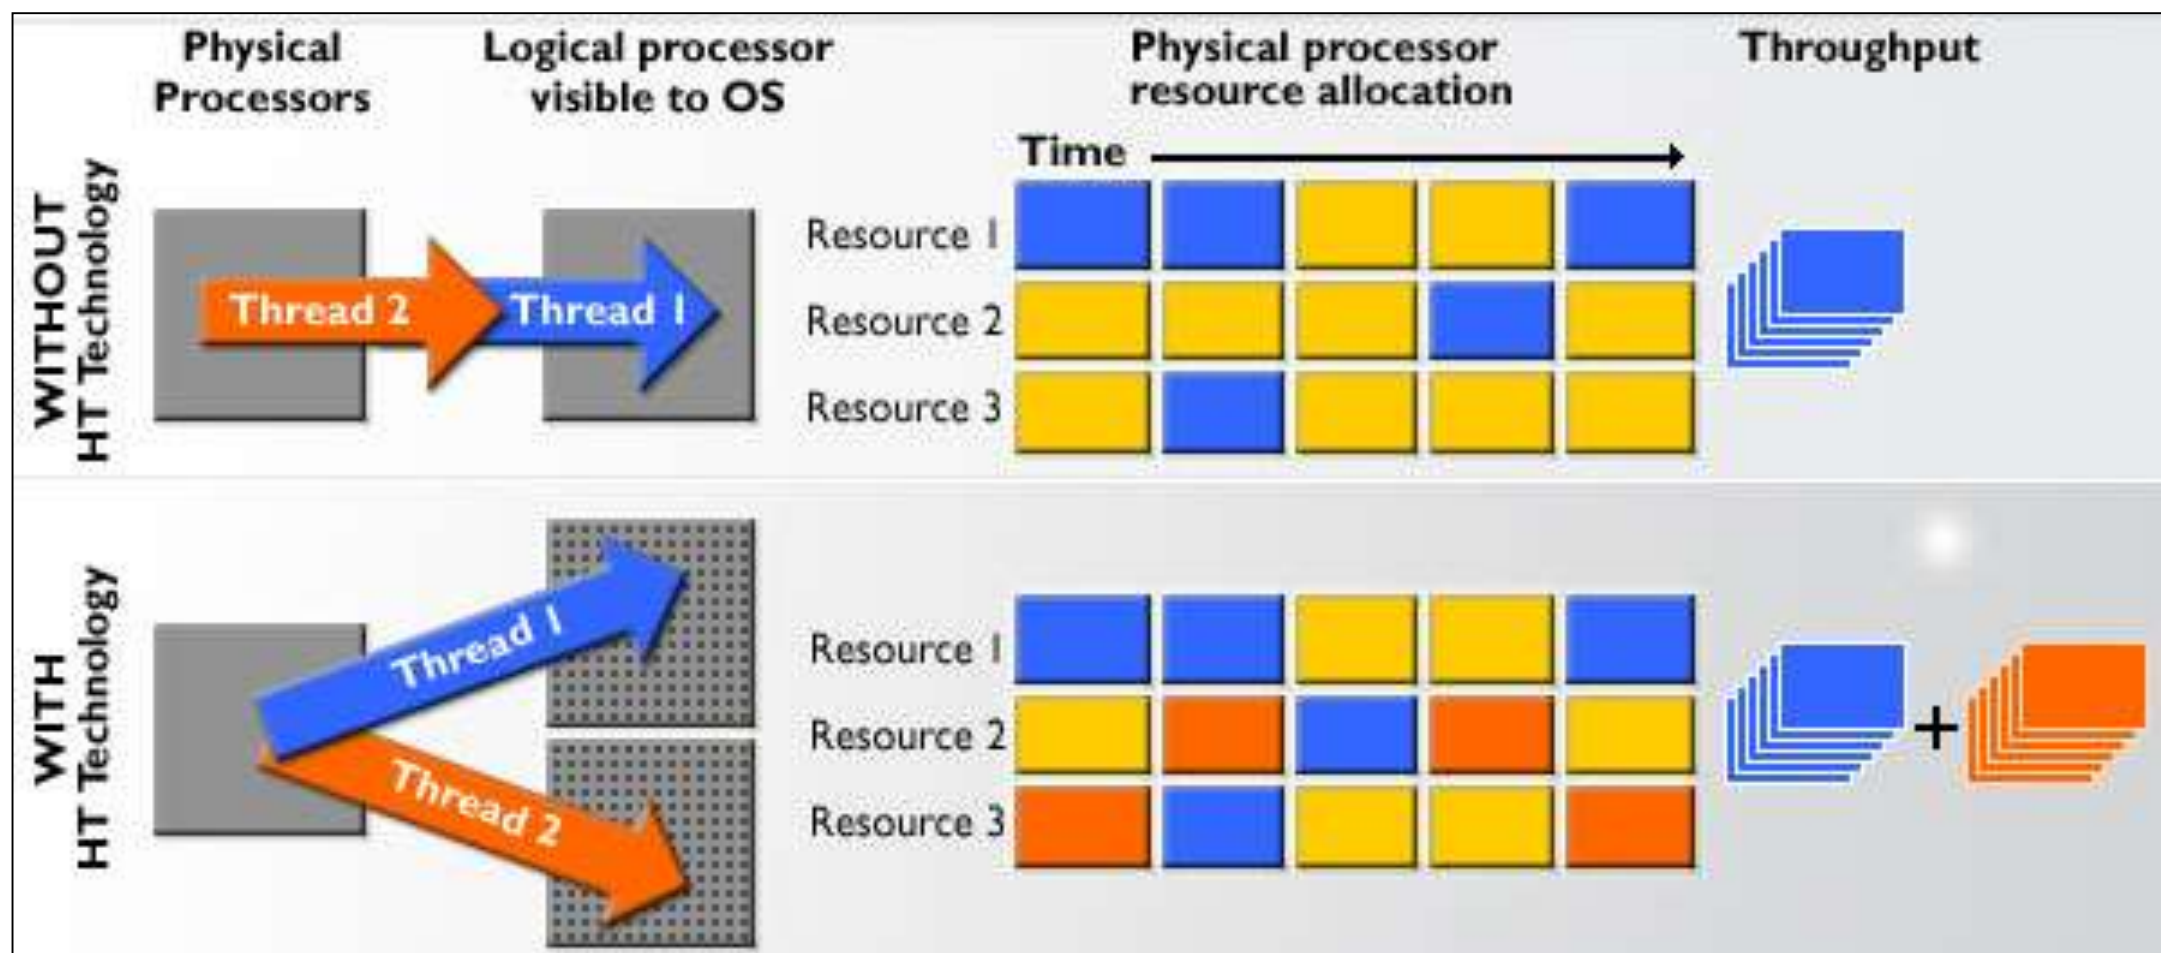 Physical
Processors
Logical processor
visible to OS
Physical processor
resource allocation
Throughput
WITHOUT
HT Technology
Thread 2
Thread 1
Time
Resource 1
Resource 2
Resource 3
WITH
HT Technology
Thread 1
Thread 2
Resource 1
Resource 2
Resource 3
+